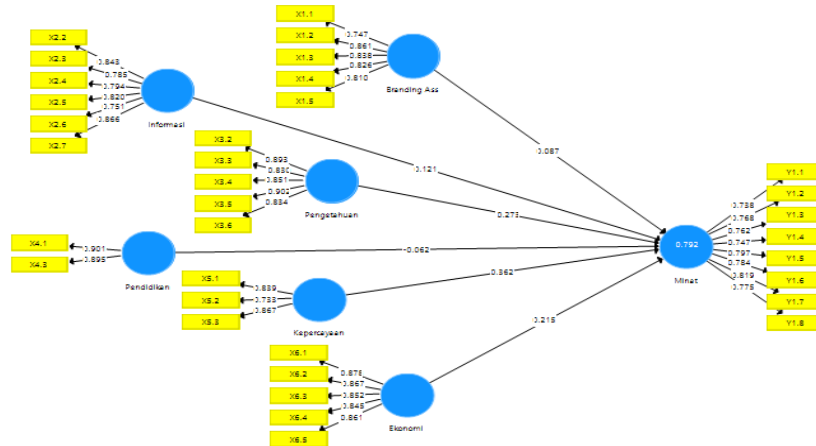 X1.1
X1.2
X1.3
X1.4
X1.5
0.747
0.861
0.838
0.826
0.810
Branding Ass
X2.2
X2.3
X2.4
X2.5
X2.6
X2.7
0.843
0.785
0.794
0.820
0.751
0.866
Informasi
X3.2
X3.3
X3.4
X3.5
X3.6
0.893
0.830
0.851
0.902
0.834
Pengetahuan
X4.1
X4.3
0.901
0.895
Pendidikan
X5.1
X5.2
X5.3
0.839
0.733
0.867
Kepercayaan
X6.1
X6.2
X6.3
X6.4
X6.5
0.875
0.867
0.852
0.845
0.861
Ekonomi
0.087
0.121
0.273
-0.062
0.362
0.215
0.792
Minat
0.738
0.768
0.762
0.747
0.797
0.784
0.819
0.775
Y1.1
Y1.2
Y1.3
Y1.4
Y1.5
Y1.6
Y1.7
Y1.8